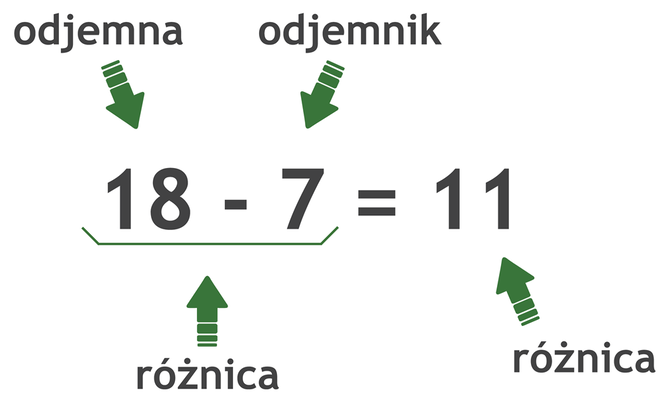 odjemna odjemnik
18 - 7 = 11
różnica
różnica